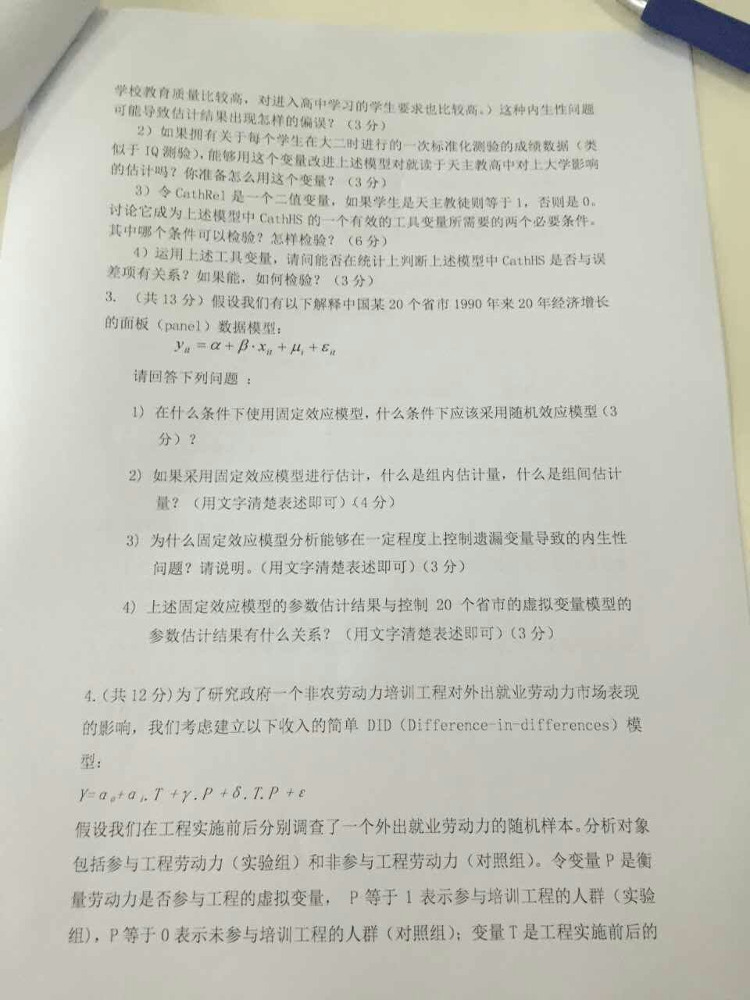 学校教育质量比较高，对进入高中学习的学生要求也比较高。）这种内生性问题
可能导致估计结果出现怎样的偏误？（3 分）
2）如果拥有关于每个学生在大二时进行的一次标准化测验的成绩数据（类
似于 IQ 测验），能够用这个变量改进上述模型对就读于天主教高中对上大学影响
的估计吗？你准备怎么用这个变量？（3 分）
3）令 CathRel 是一个二值变量，如果学生是天主教徒则等于 1，否则是 0。
讨论它成为上述模型中 CathHS 的一个有效的工具变量所需要的两个必要条件。
其中哪个条件可以检验？怎样检验？（6 分）
4）运用上述工具变量，请问能否在统计上判断上述模型中 CathHS 是否与误
差项有关系？如果能，如何检验？（3 分）
3. （共 13 分）假设我们有以下解释中国某 20 个省市 1990 年来 20 年经济增长
的面板（panel）数据模型：
y_it = α + β·x_it + μ_i + ε_it
请回答下列问题 ：
1) 在什么条件下使用固定效应模型，什么条件下应该采用随机效应模型（3
分）？
2) 如果采用固定效应模型进行估计，什么是组内估计量，什么是组间估计
量？（用文字清楚表述即可）（4 分）
3) 为什么固定效应模型分析能够在一定程度上控制遗漏变量导致的内生性
问题？请说明。（用文字清楚表述即可）（3 分）
4) 上述固定效应模型的参数估计结果与控制 20 个省市的虚拟变量模型的
参数估计结果有什么关系？（用文字清楚表述即可）（3 分）
4.（共 12 分）为了研究政府一个非农劳动力培训工程对外出就业劳动力市场表现
的影响，我们考虑建立以下收入的简单 DID（Difference-in-differences）模
型：
Y= α₀+ α₁.T +γ.P +δ.T.P +ε
假设我们在工程实施前后分别调查了一个外出就业劳动力的随机样本。分析对象
包括参与工程劳动力（实验组）和非参与工程劳动力（对照组）。令变量 P 是衡
量劳动力是否参与工程的虚拟变量， P 等于 1 表示参与培训工程的人群（实验
组），P 等于 0 表示未参与培训工程的人群（对照组）；变量 T 是工程实施前后的